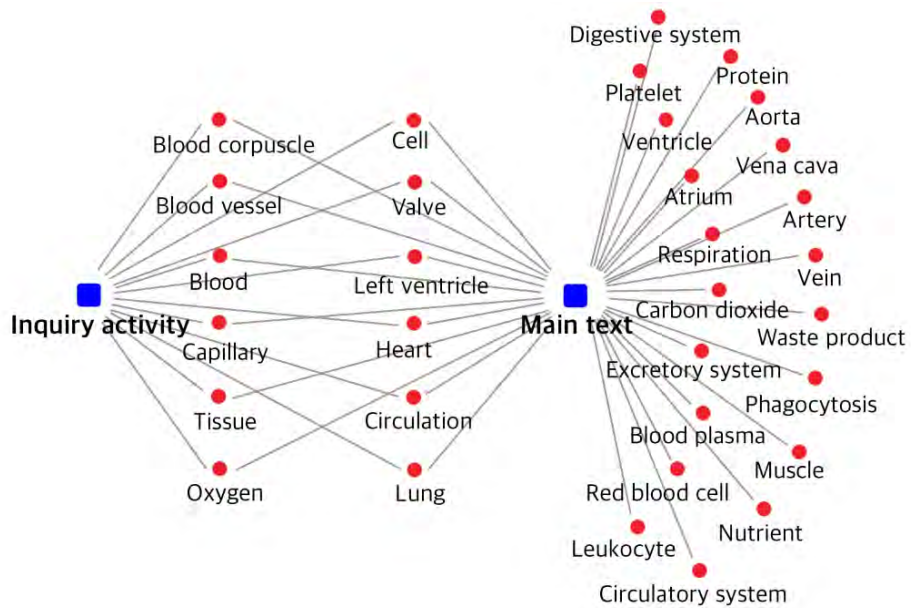 Digestive system
Protein
Platelet
Aorta
Blood corpuscle
Cell
Ventricle
Vena cava
Blood vessel
Valve
Atrium
Artery
Respiration
Vein
Blood
Left ventricle
Carbon dioxide
Inquiry activity
Main text
Waste product
Capillary
Heart
Excretory system
Phagocytosis
Tissue
Circulation
Blood plasma
Muscle
Oxygen
Lung
Red blood cell
Nutrient
Leukocyte
Circulatory system